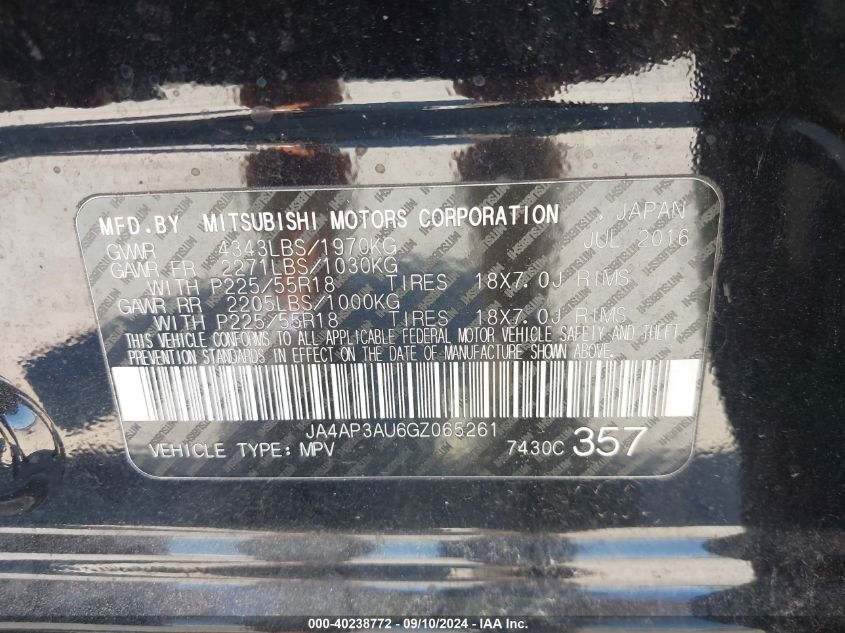 MFD.BY MITSUBISHI MOTORS CORPORATION . JAPAN
GVWR 4343LBS/1970KG JUL 2016
GAWR FR 2271LBS/1030KG
WITH P225/55R18 TIRES 18X7.0J RIMS
GAWR RR 2205LBS/1000KG
WITH P225/55R18 TIRES 18X7.0J RIMS
THIS VEHICLE CONFORMS TO ALL APPLICABLE FEDERAL MOTOR VEHICLE SAFETY AND THEFT
PREVENTION STANDARDS IN EFFECT ON THE DATE OF MANUFACTURE SHOWN ABOVE.
JA4AP3AU6GZ065261
VEHICLE TYPE: MPV 7430C 357
000-40238772 — 09/10/2024 — IAA Inc.